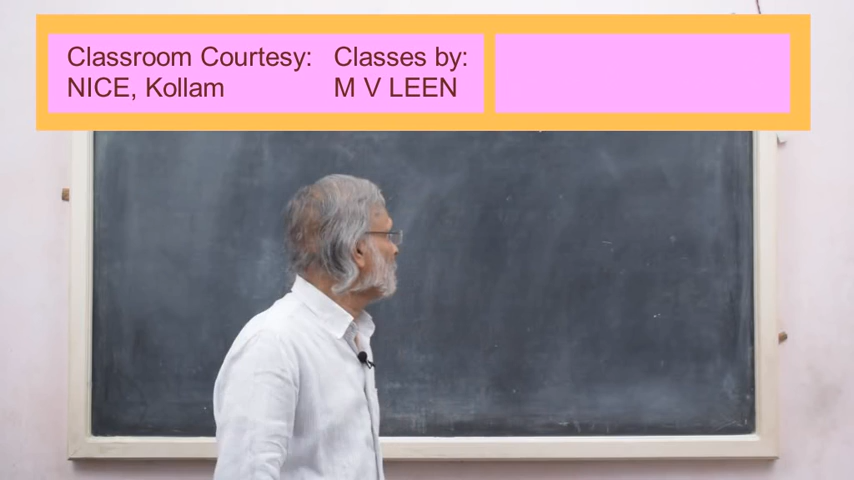 Classroom Courtesy:
NICE, Kollam
Classes by:
M V LEEN